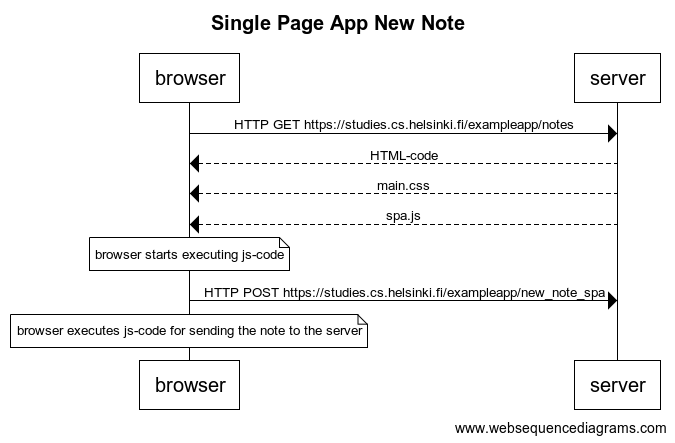 Single Page App New Note
browser
server
HTTP GET https://studies.cs.helsinki.fi/exampleapp/notes
HTML-code
main.css
spa.js
browser starts executing js-code
HTTP POST https://studies.cs.helsinki.fi/exampleapp/new_note_spa
browser executes js-code for sending the note to the server
browser
server
www.websequencediagrams.com